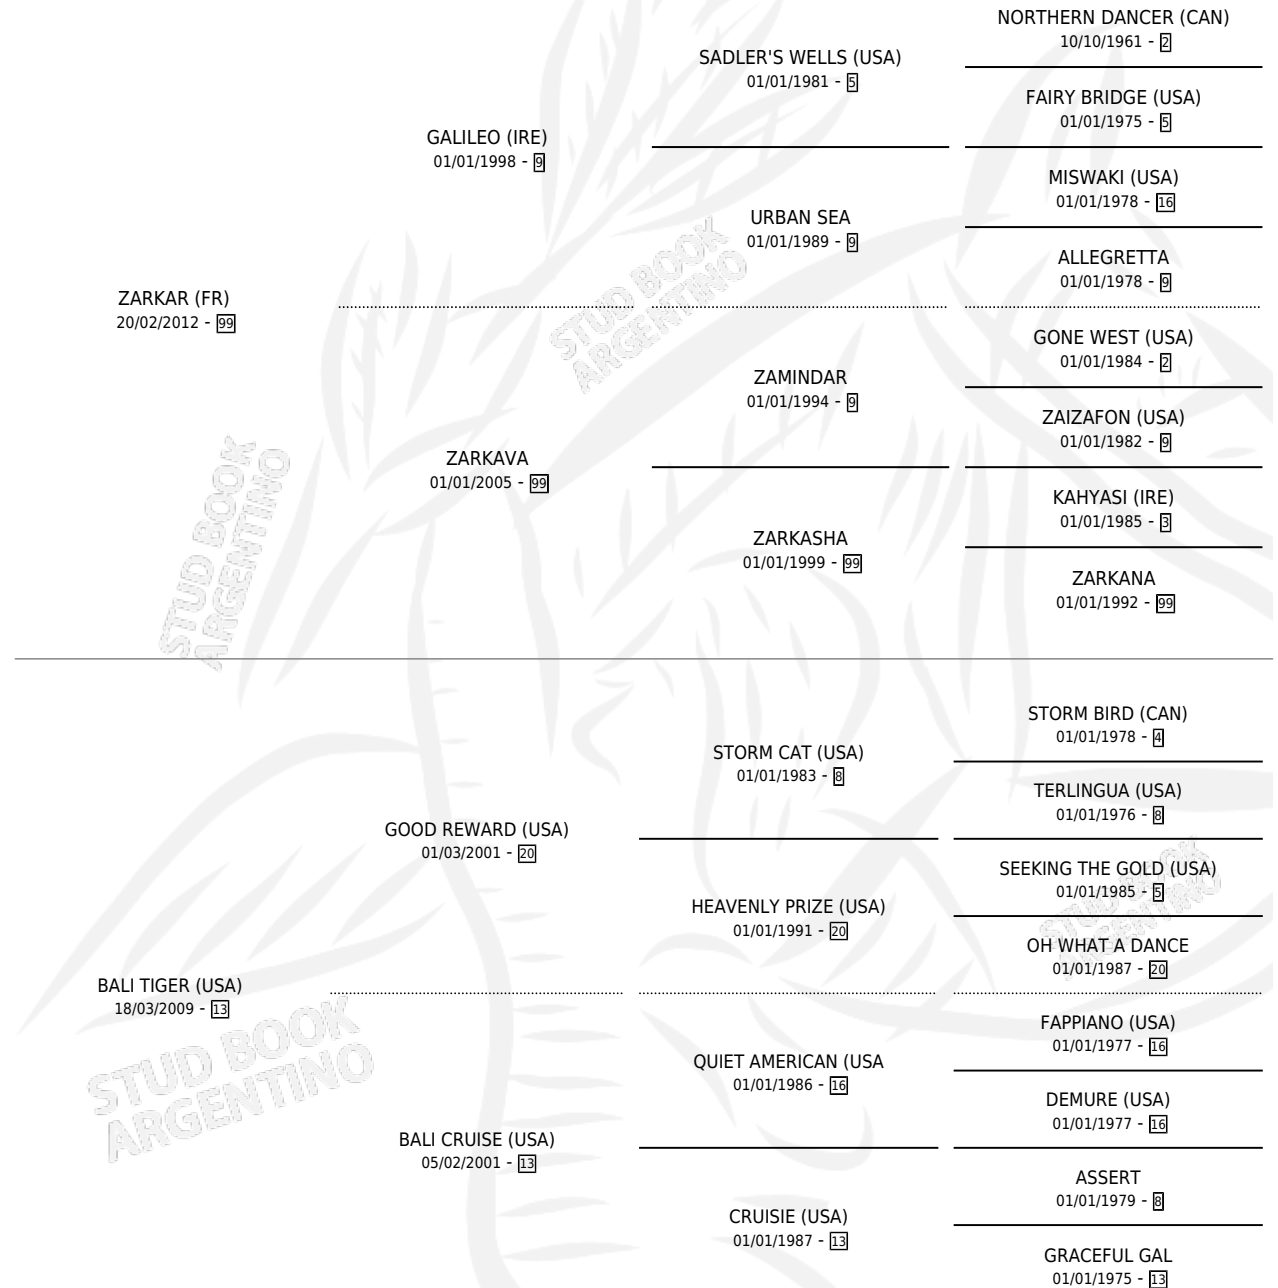 NORTHERN DANCER (CAN)
10/10/1961 - 2
SADLER'S WELLS (USA)
01/01/1981 - 5
FAIRY BRIDGE (USA)
01/01/1975 - 5
GALILEO (IRE)
01/01/1998 - 9
MISWAKI (USA)
01/01/1978 - 16
URBAN SEA
01/01/1989 - 9
ALLEGRETTA
01/01/1978 - 9
ZARKAR (FR)
20/02/2012 - 99
STUD BOOK
ARGENTINO
GONE WEST (USA)
01/01/1984 - 2
ZAMINDAR
01/01/1994 - 9
ZAIZAFON (USA)
01/01/1982 - 9
ZARKAVA
01/01/2005 - 99
KAHYASI (IRE)
01/01/1985 - 3
ZARKASHA
01/01/1999 - 99
ZARKANA
01/01/1992 - 99
STUD BOOK
ARGENTINO
STORM BIRD (CAN)
01/01/1978 - 4
STORM CAT (USA)
01/01/1983 - 8
TERLINGUA (USA)
01/01/1976 - 8
GOOD REWARD (USA)
01/03/2001 - 20
SEEKING THE GOLD (USA)
01/01/1985 - 5
HEAVENLY PRIZE (USA)
01/01/1991 - 20
STUD BOOK
ARGENTINO
OH WHAT A DANCE
01/01/1987 - 20
BALI TIGER (USA)
18/03/2009 - 13
STUD BOOK
ARGENTINO
FAPPIANO (USA)
01/01/1977 - 16
QUIET AMERICAN (USA
01/01/1986 - 16
DEMURE (USA)
01/01/1977 - 16
BALI CRUISE (USA)
05/02/2001 - 13
ASSERT
01/01/1979 - 8
CRUISIE (USA)
01/01/1987 - 13
GRACEFUL GAL
01/01/1975 - 13